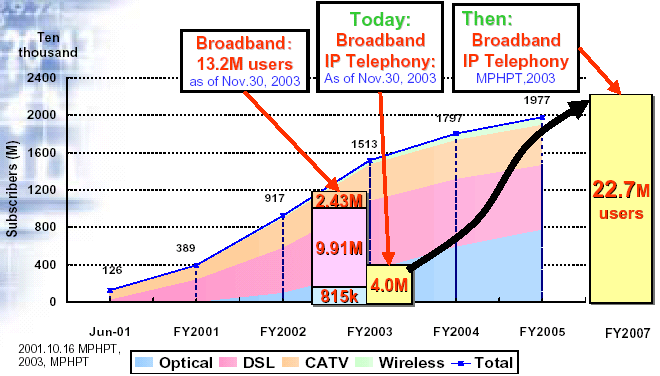 Ten
thousand
Broadband:
13.2M users
as of Nov.30, 2003
Today:
Broadband
IP Telephony:
As of Nov.30, 2003
Then:
Broadband
IP Telephony
MPHPT,2003
Subscribers (M)
2400
2000
1600
1200
800
400
0
126
389
917
1513
1797
1977
2.43M
9.91M
815k
4.0M
22.7M
users
Jun-01
FY2001
FY2002
FY2003
FY2004
FY2005
FY2007
2001.10.16 MPHPT,
2003, MPHPT
Optical
DSL
CATV
Wireless
Total